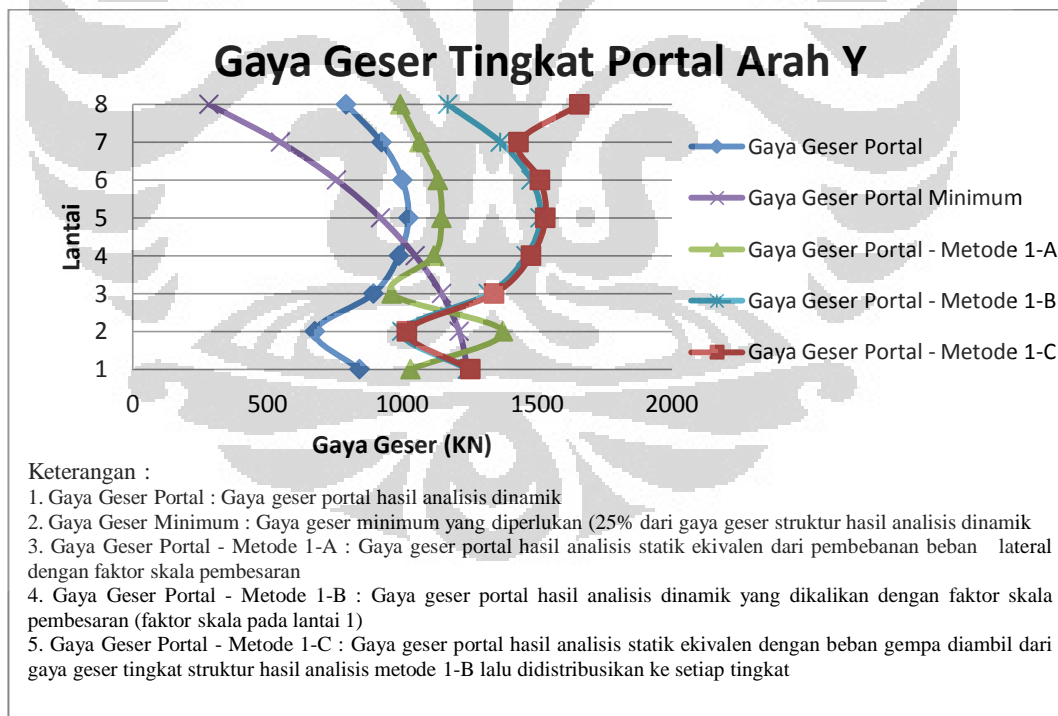 Gaya Geser Tingkat Portal Arah Y
Lantai
8
7
6
5
4
3
2
1
0
500
1000
1500
2000
Gaya Geser (KN)
Gaya Geser Portal
Gaya Geser Portal Minimum
Gaya Geser Portal - Metode 1-A
Gaya Geser Portal - Metode 1-B
Gaya Geser Portal - Metode 1-C
Keterangan :
1. Gaya Geser Portal : Gaya geser portal hasil analisis dinamik
2. Gaya Geser Minimum : Gaya geser minimum yang diperlukan (25% dari gaya geser struktur hasil analisis dinamik
3. Gaya Geser Portal - Metode 1-A : Gaya geser portal hasil analisis statik ekivalen dari pembebanan beban lateral
dengan faktor skala pembesaran
4. Gaya Geser Portal - Metode 1-B : Gaya geser portal hasil analisis dinamik yang dikalikan dengan faktor skala
pembesaran (faktor skala pada lantai 1)
5. Gaya Geser Portal - Metode 1-C : Gaya geser portal hasil analisis statik ekivalen dengan beban gempa diambil dari
gaya geser tingkat struktur hasil analisis metode 1-B lalu didistribusikan ke setiap tingkat